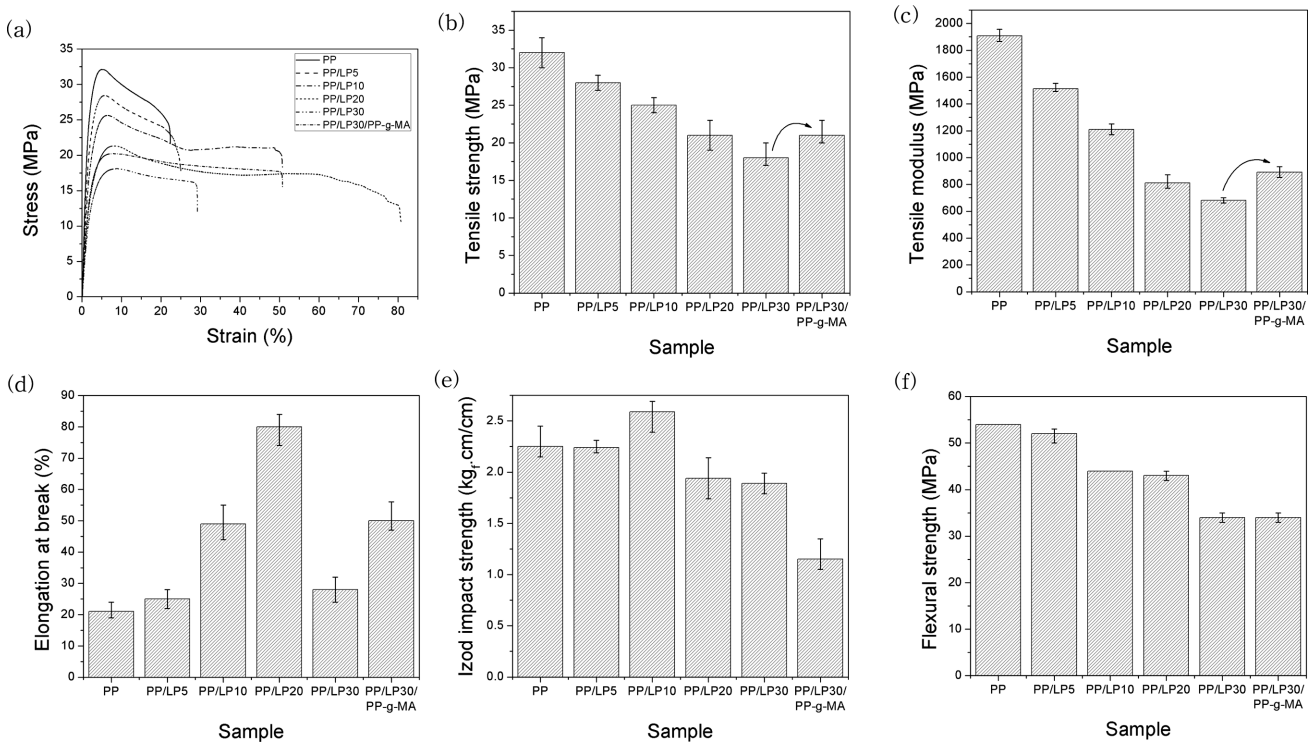 (a)
35
30
25
20
15
10
5
0
0 10 20 30 40 50 60 70 80
Stress (MPa)
Strain (%)
PP
PP/LP5
PP/LP10
PP/LP20
PP/LP30
PP/LP30/PP-g-MA
(b)
35
30
25
20
15
10
5
0
Tensile strength (MPa)
PP PP/LP5 PP/LP10 PP/LP20 PP/LP30 PP/LP30/
PP-g-MA
Sample
(c)
2000
1800
1600
1400
1200
1000
800
600
400
200
0
Tensile modulus (MPa)
PP PP/LP5 PP/LP10 PP/LP20 PP/LP30 PP/LP30/
PP-g-MA
Sample
(d)
90
80
70
60
50
40
30
20
10
0
Elongation at break (%)
PP PP/LP5 PP/LP10 PP/LP20 PP/LP30 PP/LP30/
PP-g-MA
Sample
(e)
2.5
2.0
1.5
1.0
0.5
0.0
Izod impact strength (kgf.cm/cm)
PP PP/LP5 PP/LP10 PP/LP20 PP/LP30 PP/LP30/
PP-g-MA
Sample
(f)
60
50
40
30
20
10
0
Flexural strength (MPa)
PP PP/LP5 PP/LP10 PP/LP20 PP/LP30 PP/LP30/
PP-g-MA
Sample